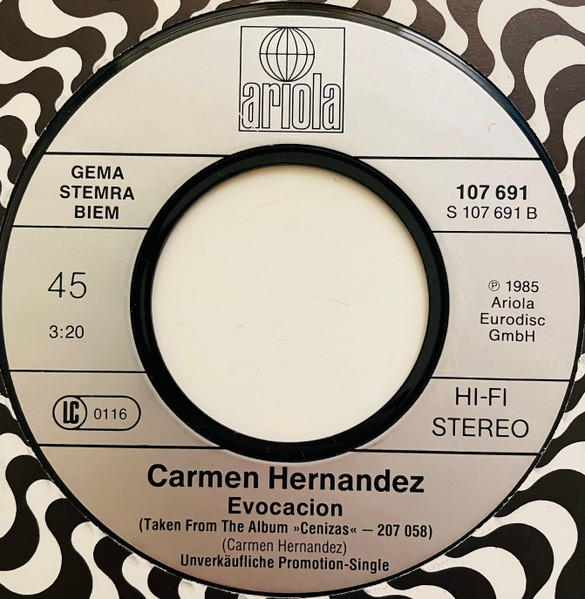 ariola
GEMA
STEMRA
BIEM
107 691
S 107 691 B
45
3:20
℗ 1985
Ariola
Eurodisc
GmbH
LC 0116
HI-FI
STEREO
Carmen Hernandez
Evocacion
(Taken From The Album »Cenizas« – 207 058)
(Carmen Hernandez)
Unverkäufliche Promotion-Single